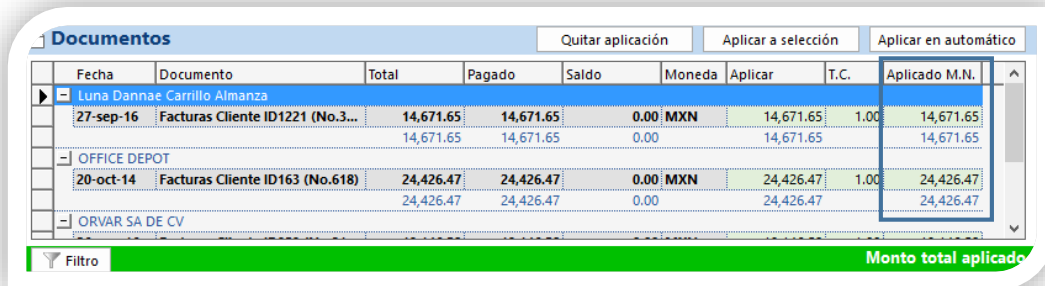 Documentos Quitar aplicación Aplicar a selección Aplicar en automático
Fecha Documento Total Pagado Saldo Moneda Aplicar T.C. Aplicado M.N.
Luna Dannae Carrillo Almanza
27-sep-16 Facturas Cliente ID1221 (No.3... 14,671.65 14,671.65 0.00 MXN 14,671.65 1.00 14,671.65
14,671.65 14,671.65 0.00 14,671.65 14,671.65
OFFICE DEPOT
20-oct-14 Facturas Cliente ID163 (No.618) 24,426.47 24,426.47 0.00 MXN 24,426.47 1.00 24,426.47
24,426.47 24,426.47 0.00 24,426.47 24,426.47
ORVAR SA DE CV
Filtro Monto total aplicado